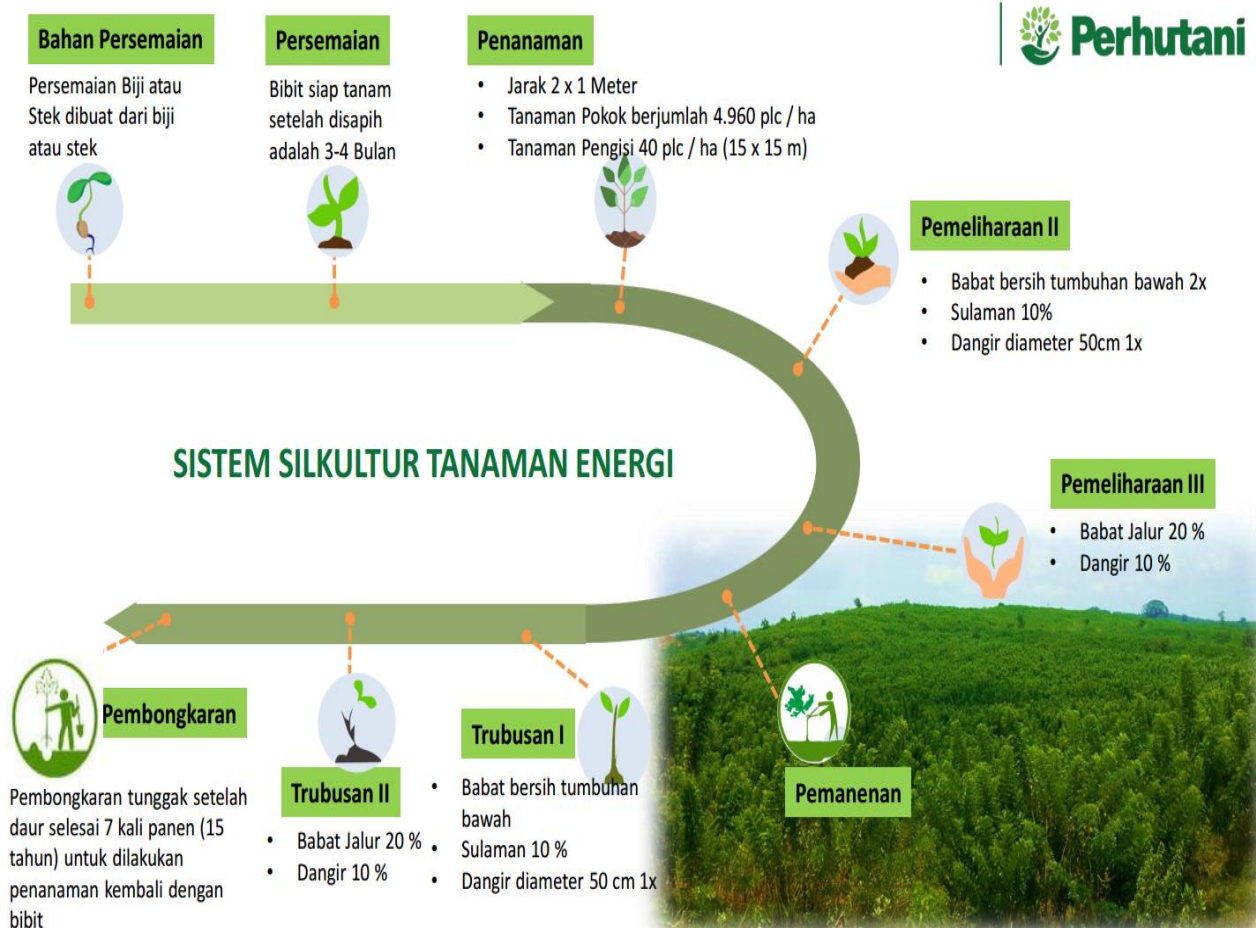 Perhutani
Bahan Persemaian
Persemaian Biji atau
Stek dibuat dari biji
atau stek
Persemaian
Bibit siap tanam
setelah disapih
adalah 3-4 Bulan
Penanaman
• Jarak 2 x 1 Meter
• Tanaman Pokok berjumlah 4.960 plc / ha
• Tanaman Pengisi 40 plc / ha (15 x 15 m)
Pemeliharaan II
• Babat bersih tumbuhan bawah 2x
• Sulaman 10%
• Dangir diameter 50cm 1x
SISTEM SILKULTUR TANAMAN ENERGI
Pemeliharaan III
• Babat Jalur 20 %
• Dangir 10 %
Pemanenan
Trubusan I
• Babat bersih tumbuhan
bawah
• Sulaman 10 %
• Dangir diameter 50 cm 1x
Trubusan II
• Babat Jalur 20 %
• Dangir 10 %
Pembongkaran
Pembongkaran tunggak setelah
daur selesai 7 kali panen (15
tahun) untuk dilakukan
penanaman kembali dengan
bibit